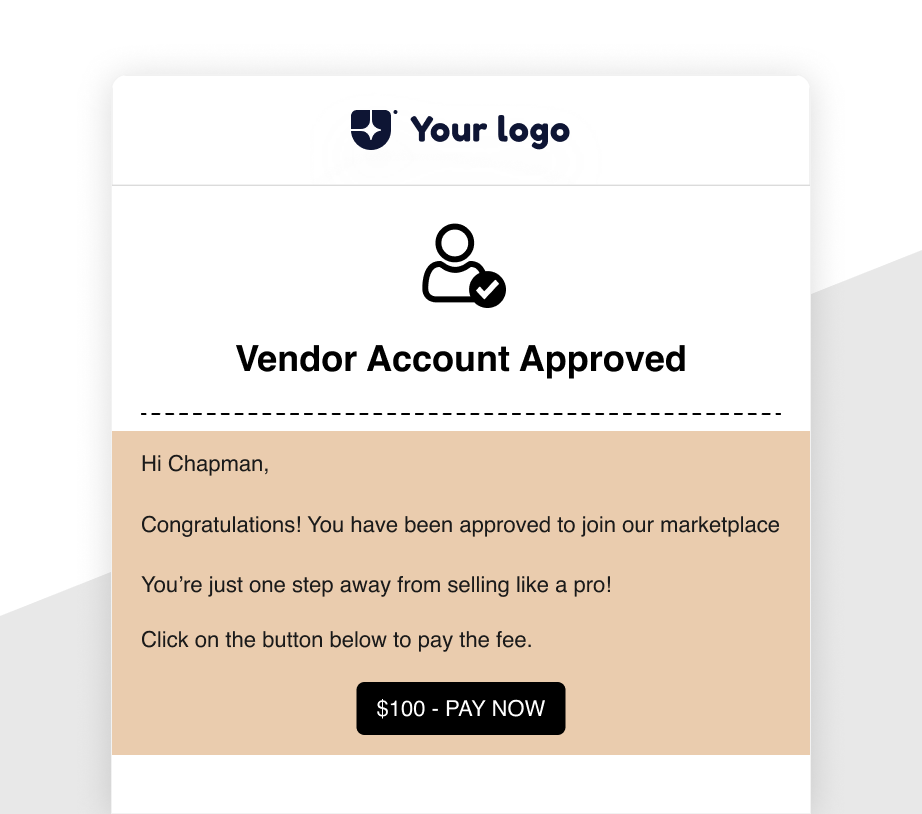 Your logo
Vendor Account Approved
Hi Chapman,
Congratulations! You have been approved to join our marketplace
You’re just one step away from selling like a pro!
Click on the button below to pay the fee.
$100 - PAY NOW